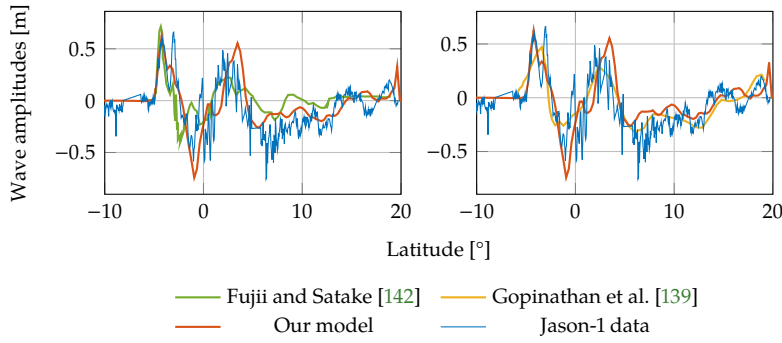 Wave amplitudes [m]
0.5
0
−0.5
−10 0 10 20
0.5
0
−0.5
−10 0 10 20
Latitude [°]
Fujii and Satake [142] Gopinathan et al. [139]
Our model Jason-1 data